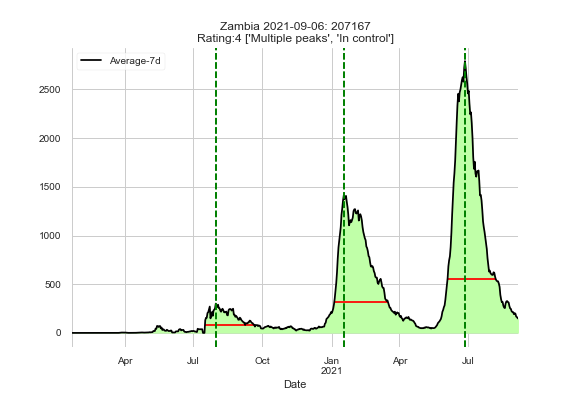 Zambia 2021-09-06: 207167
Rating:4 ['Multiple peaks', 'In control']
Average-7d
2500
2000
1500
1000
500
0
Apr
Jul
Oct
Jan
2021
Apr
Jul
Date